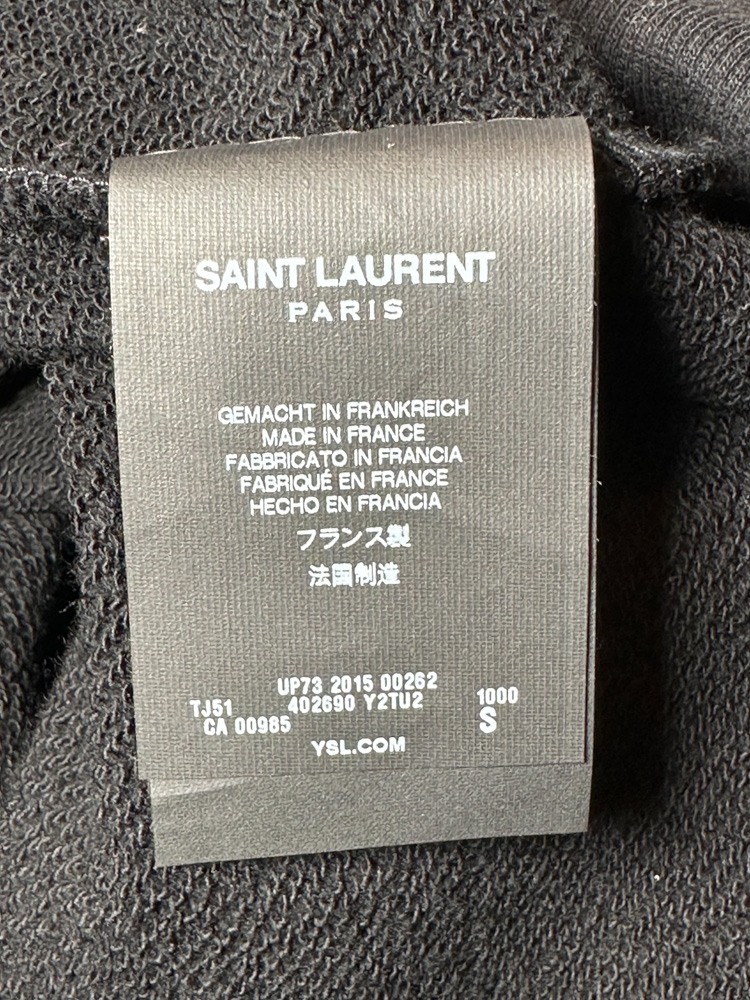 SAINT LAURENT
PARIS
GEMACHT IN FRANKREICH
MADE IN FRANCE
FABBRICATO IN FRANCIA
FABRIQUÉ EN FRANCE
HECHO EN FRANCIA
フランス製
法国制造
UP73 2015 00262
TJ51 402690 Y2TU2 1000
CA 00985 S
YSL.COM